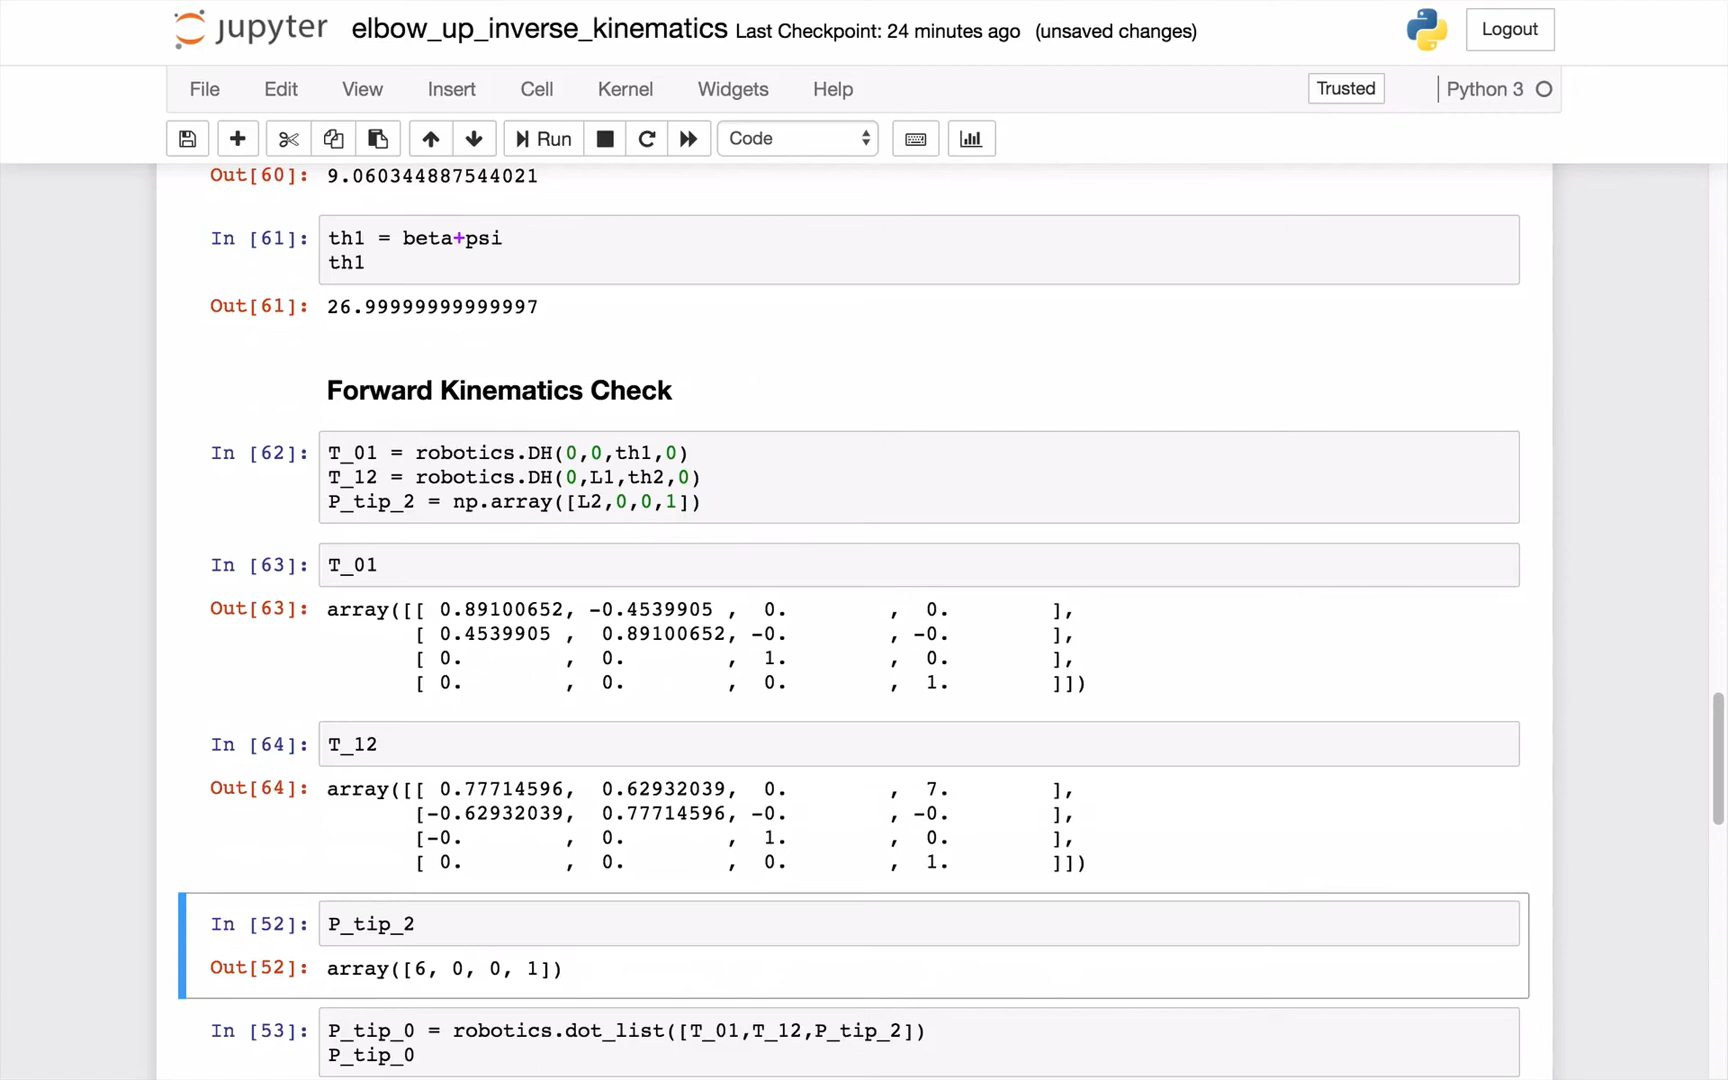 jupyter elbow_up_inverse_kinematics Last Checkpoint: 24 minutes ago (unsaved changes) Logout
File Edit View Insert Cell Kernel Widgets Help Trusted Python 3
Run Code
Out[60]: 9.060344887544021
In [61]: th1 = beta+psi
th1
Out[61]: 26.99999999999997
Forward Kinematics Check
In [62]: T_01 = robotics.DH(0,0,th1,0)
T_12 = robotics.DH(0,L1,th2,0)
P_tip_2 = np.array([L2,0,0,1])
In [63]: T_01
Out[63]: array([[ 0.89100652, -0.4539905 , 0. , 0. ],
[ 0.4539905 , 0.89100652, -0. , -0. ],
[ 0. , 0. , 1. , 0. ],
[ 0. , 0. , 0. , 1. ]])
In [64]: T_12
Out[64]: array([[ 0.77714596, 0.62932039, 0. , 7. ],
[-0.62932039, 0.77714596, -0. , -0. ],
[-0. , 0. , 1. , 0. ],
[ 0. , 0. , 0. , 1. ]])
In [52]: P_tip_2
Out[52]: array([6, 0, 0, 1])
In [53]: P_tip_0 = robotics.dot_list([T_01,T_12,P_tip_2])
P_tip_0